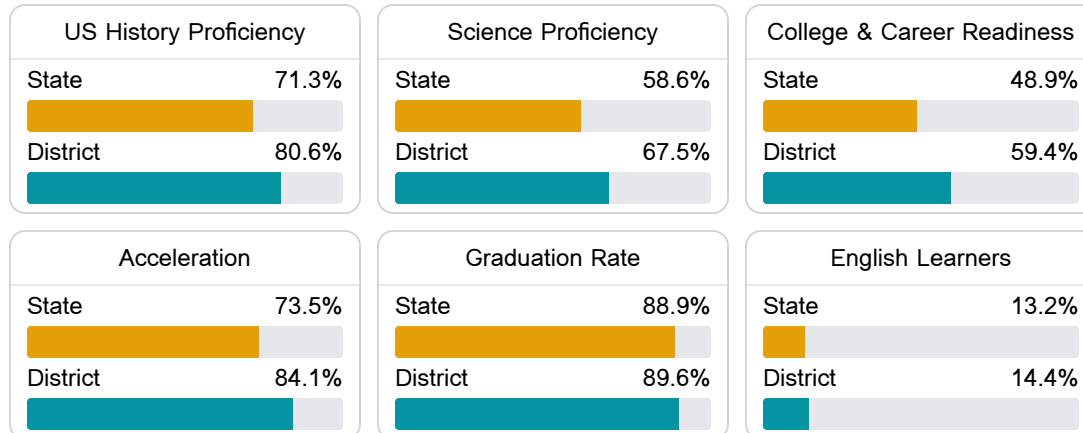 US History Proficiency
State 71.3%
District 80.6%
Science Proficiency
State 58.6%
District 67.5%
College & Career Readiness
State 48.9%
District 59.4%
Acceleration
State 73.5%
District 84.1%
Graduation Rate
State 88.9%
District 89.6%
English Learners
State 13.2%
District 14.4%